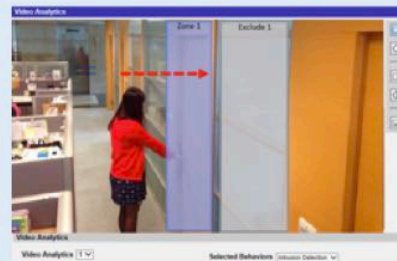 Video Analytics
Zone 1 Exclude 1
Video Analytics
Video Analytics 1 Selected Behaviors Intrusion Detection